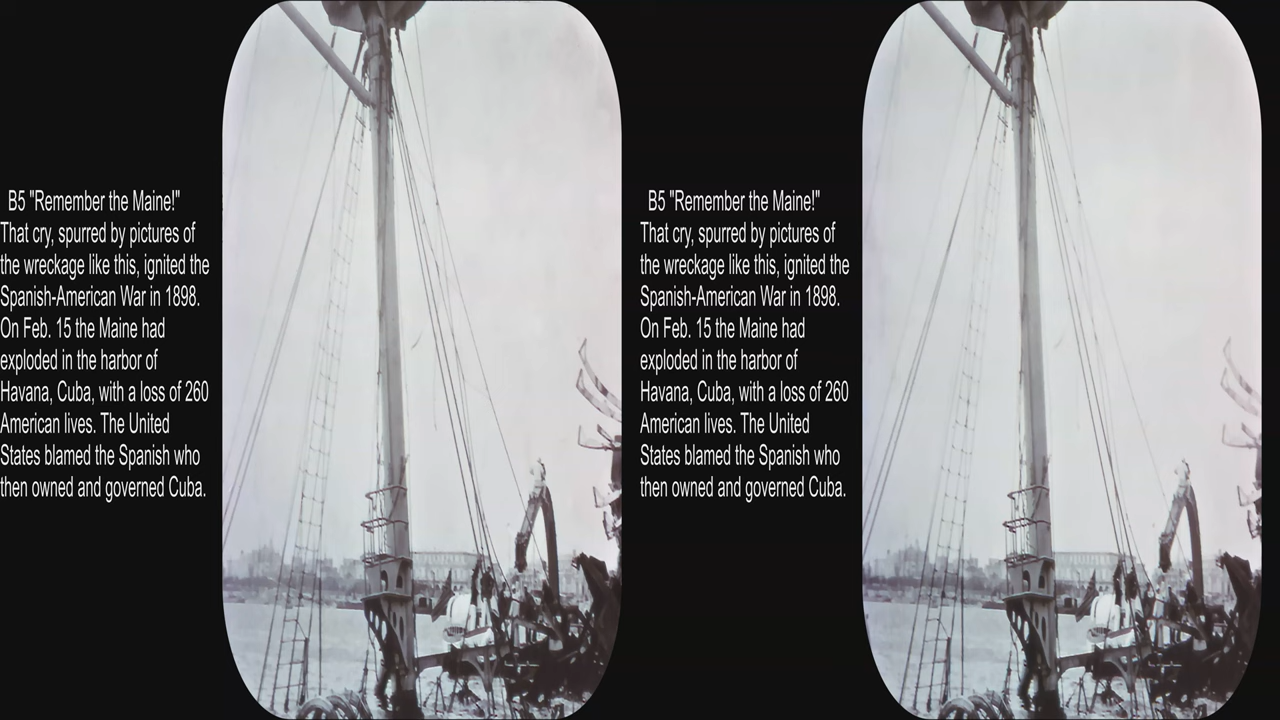 B5 "Remember the Maine!"
That cry, spurred by pictures of
the wreckage like this, ignited the
Spanish-American War in 1898.
On Feb. 15 the Maine had
exploded in the harbor of
Havana, Cuba, with a loss of 260
American lives. The United
States blamed the Spanish who
then owned and governed Cuba.
B5 "Remember the Maine!"
That cry, spurred by pictures of
the wreckage like this, ignited the
Spanish-American War in 1898.
On Feb. 15 the Maine had
exploded in the harbor of
Havana, Cuba, with a loss of 260
American lives. The United
States blamed the Spanish who
then owned and governed Cuba.